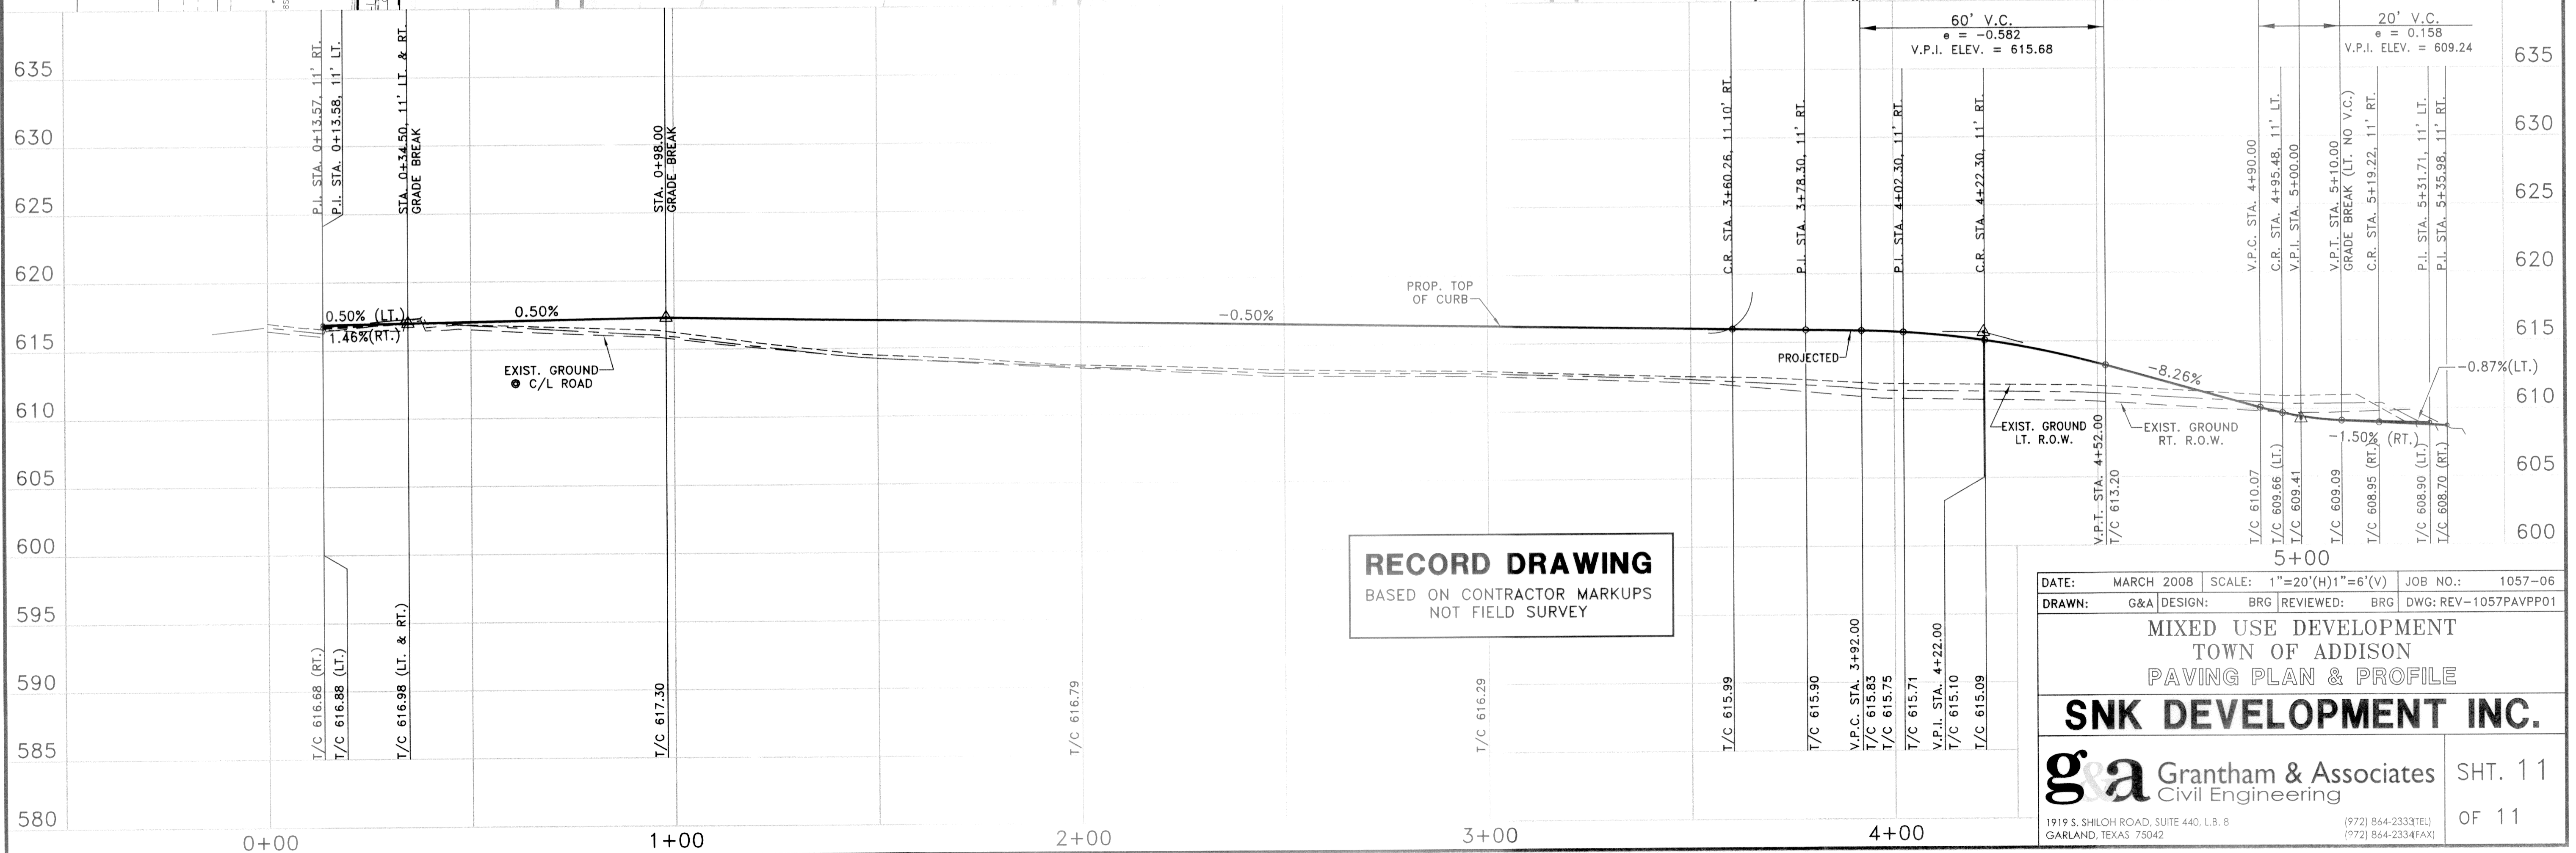 60' V.C.
e = -0.582
V.P.I. ELEV. = 615.68
20' V.C.
e = 0.158
V.P.I. ELEV. = 609.24
635
630
625
620
615
610
605
600
595
590
585
580
635
630
625
620
615
610
605
600
P.I. STA. 0+13.57, 11' RT.
P.I. STA. 0+13.58, 11' LT.
STA. 0+34.50, 11' LT. & RT.
GRADE BREAK
STA. 0+98.00
GRADE BREAK
C.R. STA. 3+60.26, 11.10' RT.
P.I. STA. 3+78.30, 11' RT.
P.I. STA. 4+02.30, 11' RT.
C.R. STA. 4+22.30, 11' RT.
V.P.C. STA. 4+90.00
C.R. STA. 4+95.48, 11' LT.
V.P.I. STA. 5+00.00
V.P.T. STA. 5+10.00
GRADE BREAK (LT. NO V.C.)
C.R. STA. 5+19.22, 11' RT.
P.I. STA. 5+31.71, 11' LT.
P.I. STA. 5+35.98, 11' RT.
0.50% (LT.)
1.46%(RT.)
0.50%
-0.50%
PROP. TOP
OF CURB
EXIST. GROUND
@ C/L ROAD
PROJECTED
-8.26%
-0.87%(LT.)
-1.50% (RT.)
EXIST. GROUND
LT. R.O.W.
EXIST. GROUND
RT. R.O.W.
V.P.T. STA. 4+52.00
T/C 613.20
T/C 610.07
T/C 609.66 (LT.)
T/C 609.41
T/C 609.09
T/C 608.95 (RT.)
T/C 608.90 (LT.)
T/C 608.70 (RT.)
T/C 616.68 (RT.)
T/C 616.88 (LT.)
T/C 616.98 (LT. & RT.)
T/C 617.30
T/C 616.79
T/C 616.29
T/C 615.99
T/C 615.90
V.P.C. STA. 3+92.00
T/C 615.83
T/C 615.75
T/C 615.71
V.P.I. STA. 4+22.00
T/C 615.10
T/C 615.09
RECORD DRAWING
BASED ON CONTRACTOR MARKUPS
NOT FIELD SURVEY
0+00
1+00
2+00
3+00
4+00
5+00
DATE: MARCH 2008 SCALE: 1"=20'(H)1"=6'(V) JOB NO.: 1057-06
DRAWN: G&A DESIGN: BRG REVIEWED: BRG DWG: REV-1057PAVPP01
MIXED USE DEVELOPMENT
TOWN OF ADDISON
PAVING PLAN & PROFILE
SNK DEVELOPMENT INC.
g&a Grantham & Associates
Civil Engineering
1919 S. SHILOH ROAD, SUITE 440, L.B. 8
GARLAND, TEXAS 75042
(972) 864-2333(TEL)
(972) 864-2334(FAX)
SHT. 11
OF 11